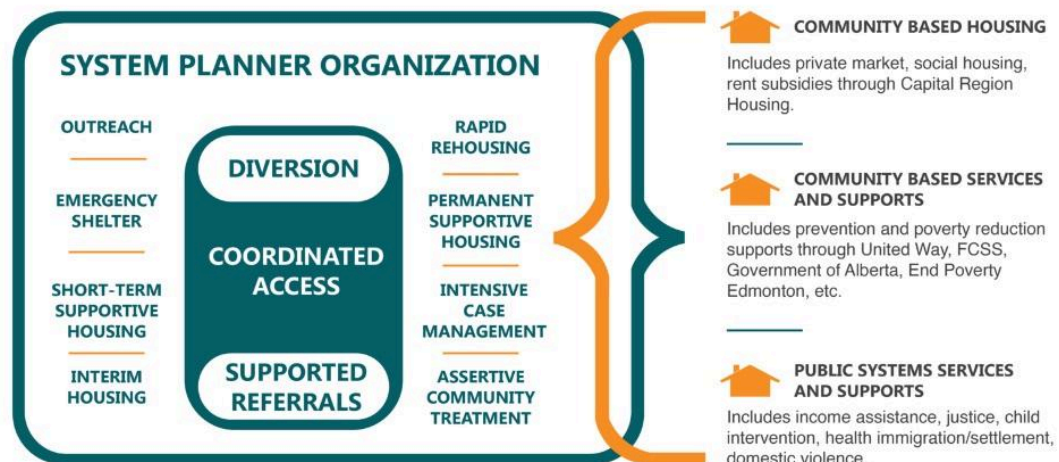 SYSTEM PLANNER ORGANIZATION
OUTREACH
EMERGENCY
SHELTER
SHORT-TERM
SUPPORTIVE
HOUSING
INTERIM
HOUSING
DIVERSION
COORDINATED
ACCESS
SUPPORTED
REFERRALS
RAPID
REHOUSING
PERMANENT
SUPPORTIVE
HOUSING
INTENSIVE
CASE
MANAGEMENT
ASSERTIVE
COMMUNITY
TREATMENT
COMMUNITY BASED HOUSING
Includes private market, social housing,
rent subsidies through Capital Region
Housing.
COMMUNITY BASED SERVICES
AND SUPPORTS
Includes prevention and poverty reduction
supports through United Way, FCSS,
Government of Alberta, End Poverty
Edmonton, etc.
PUBLIC SYSTEMS SERVICES
AND SUPPORTS
Includes income assistance, justice, child
intervention, health immigration/settlement,
domestic violence